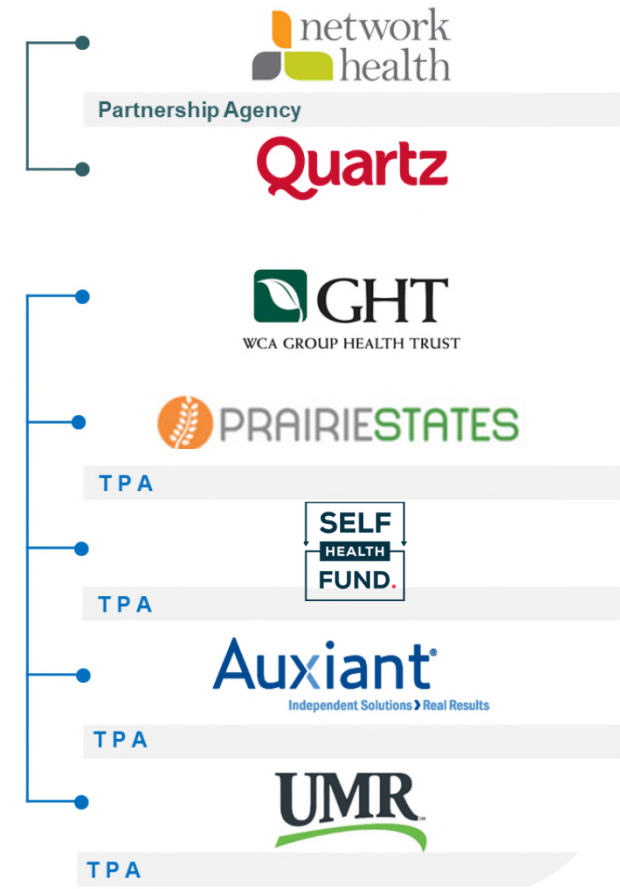 network
health
Partnership Agency
Quartz
GHT
WCA GROUP HEALTH TRUST
PRAIRIESTATES
TPA
SELF
HEALTH
FUND.
TPA
Auxiant®
Independent Solutions❯Real Results
TPA
UMR™
TPA